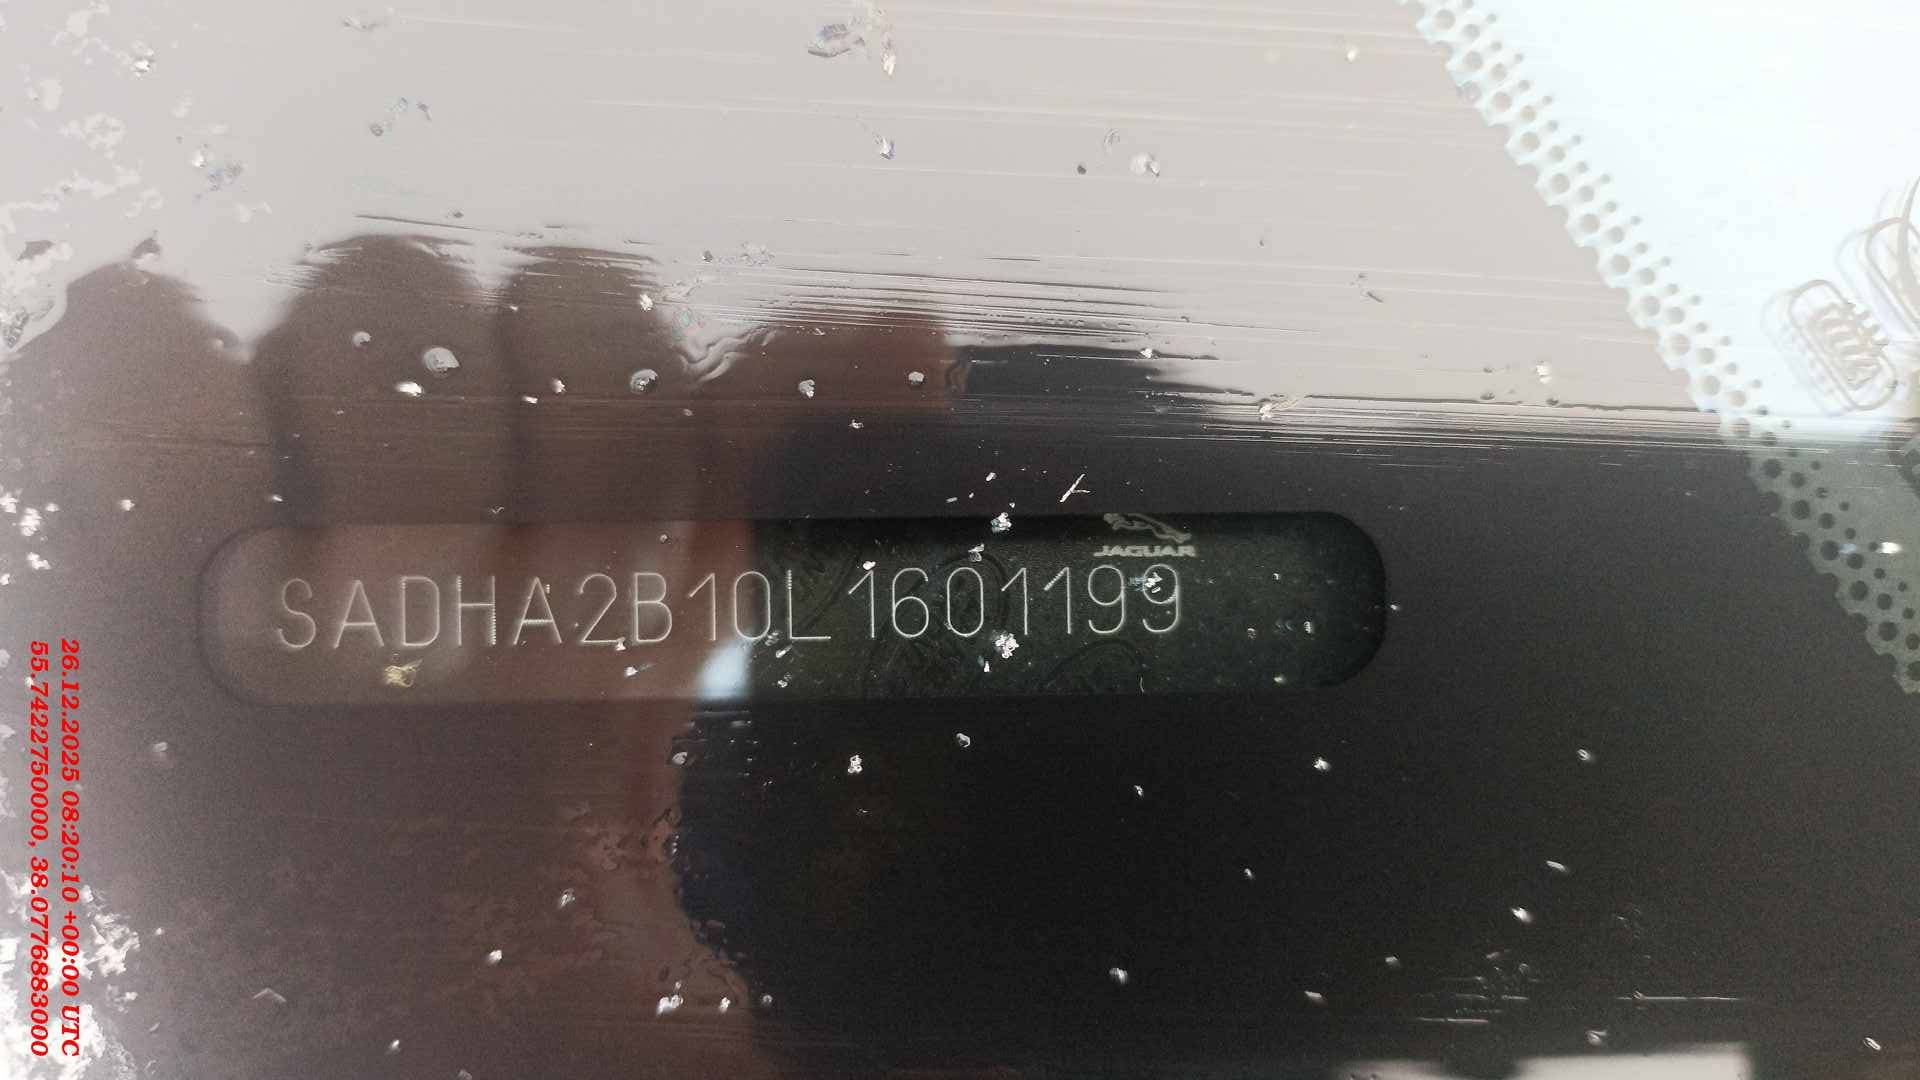 JAGUAR
SADHA2B10L1601199
26.12.2025 08:20:10 +00:00 UTC
55.7422750000, 38.0776883000